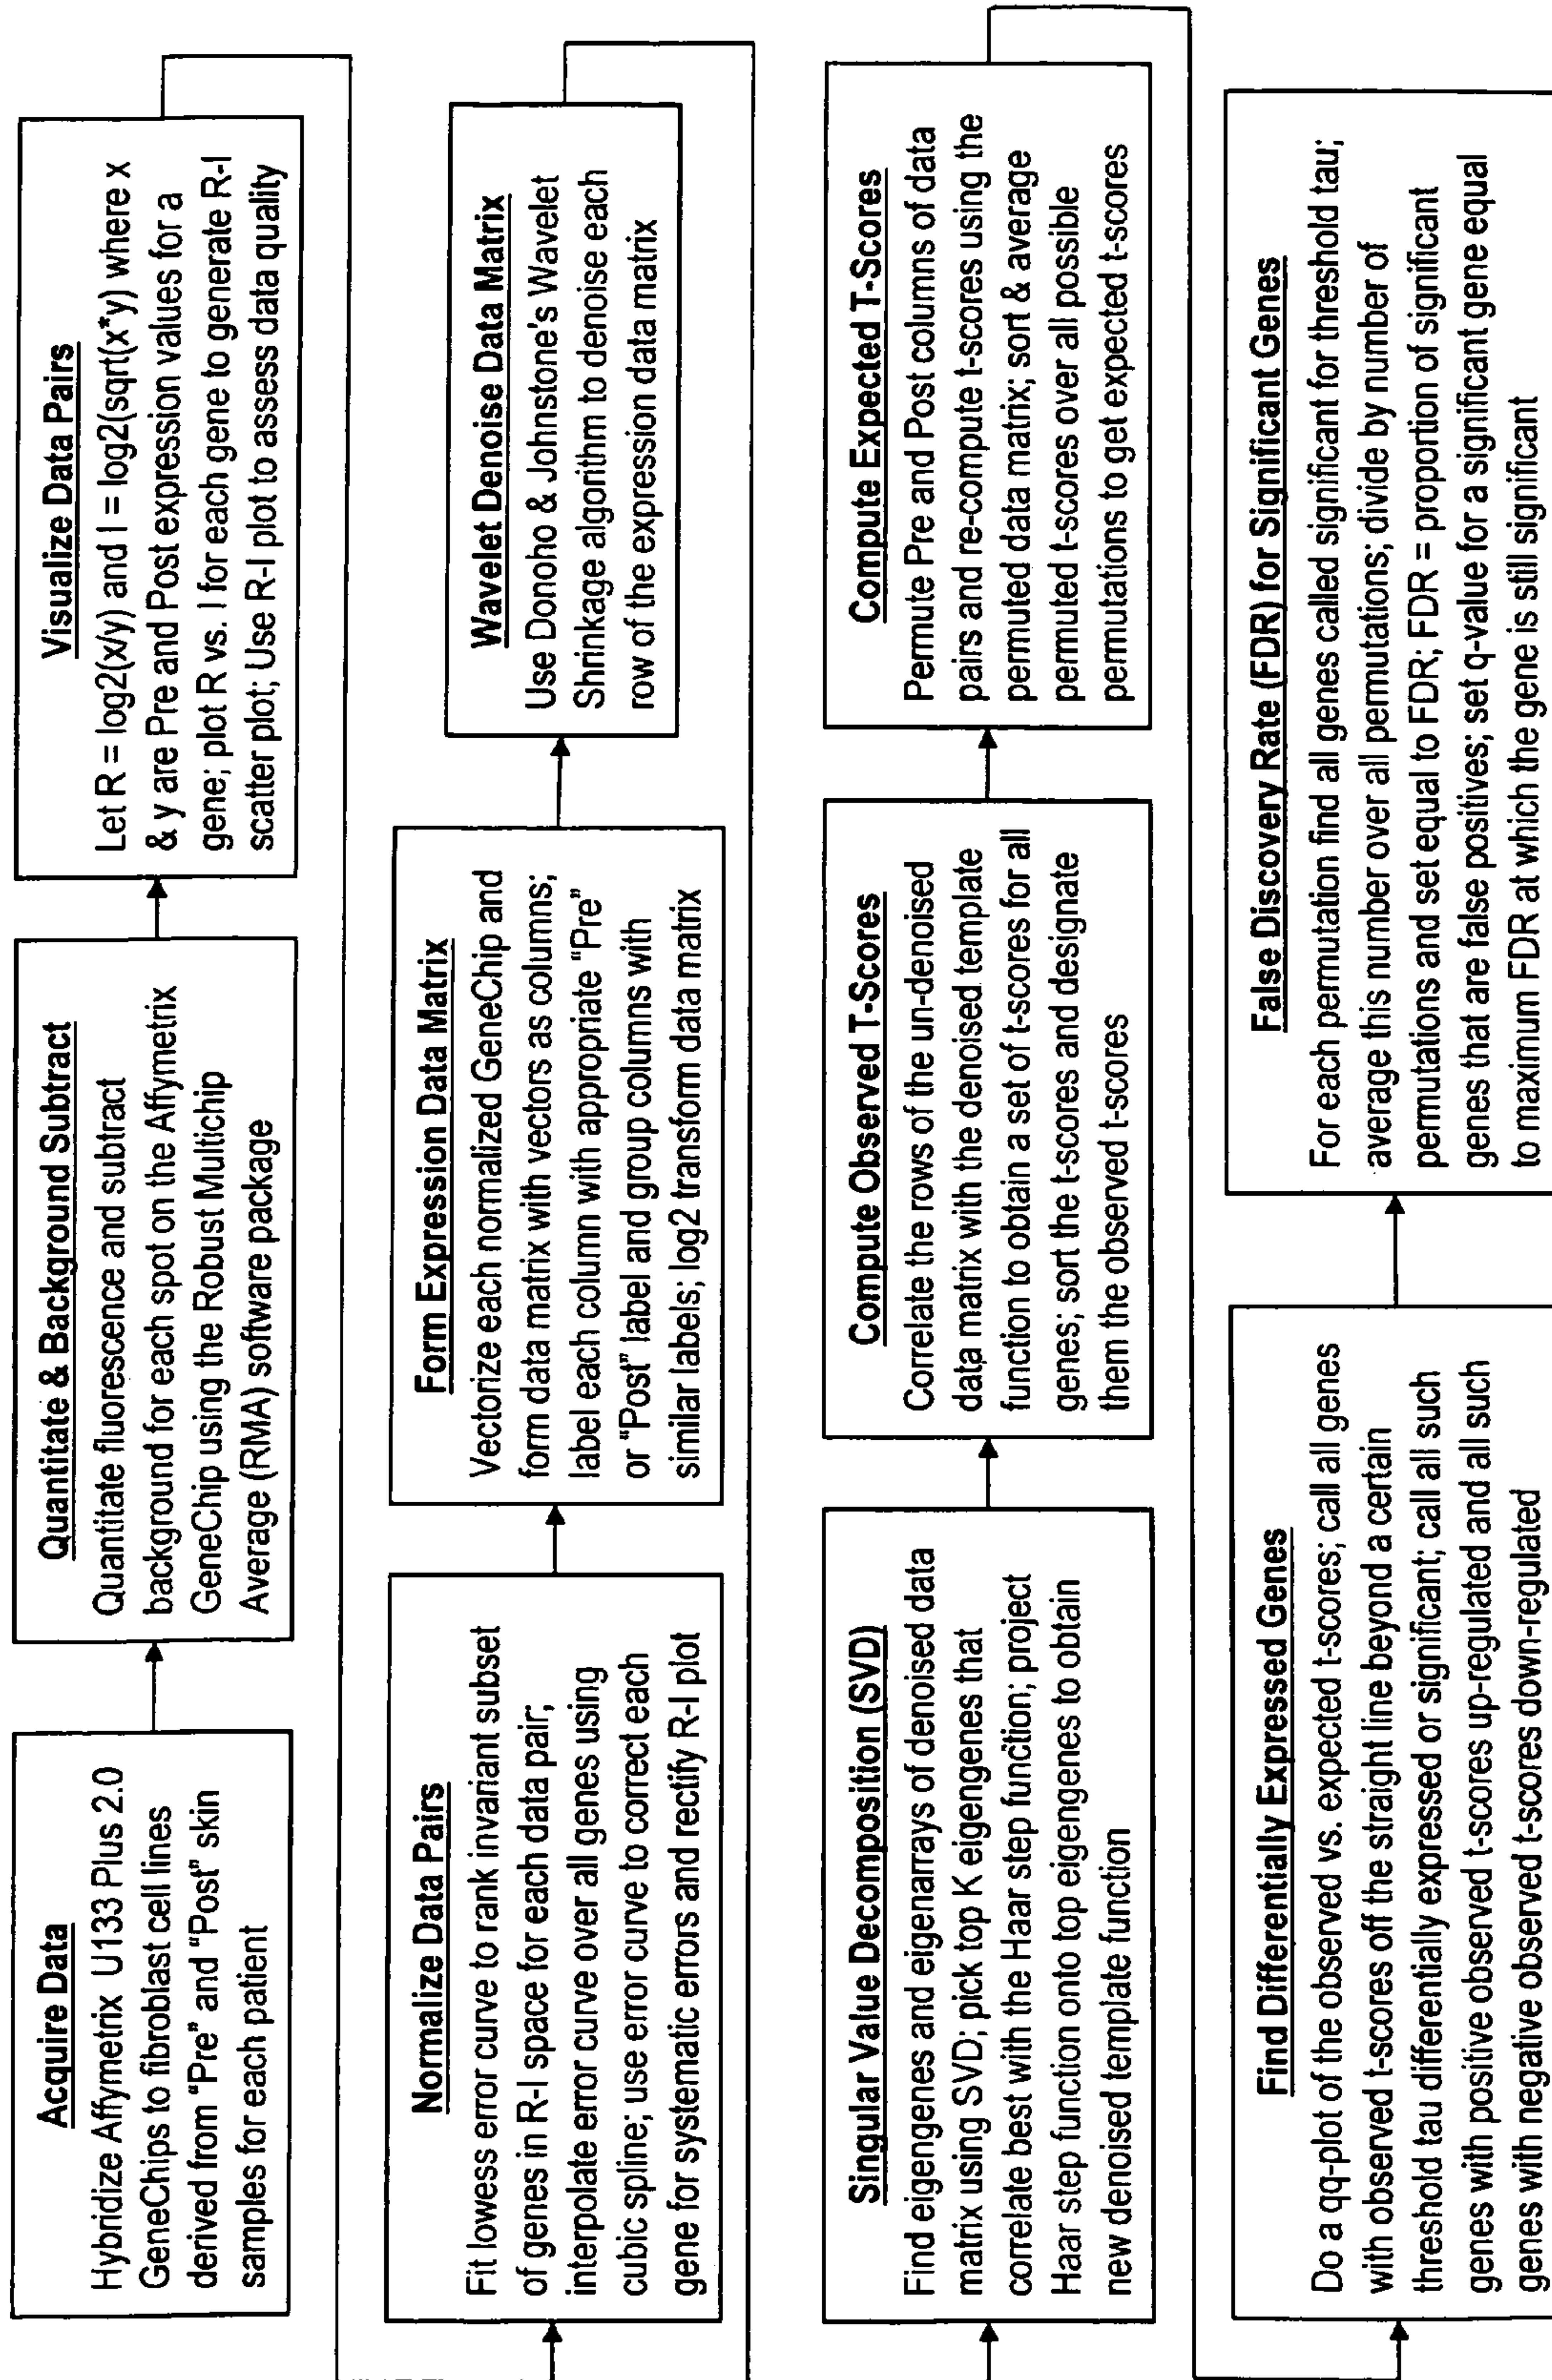 Acquire Data
Hybridize Affymetrix U133 Plus 2.0
GeneChips to fibroblast cell lines
derived from "Pre" and "Post" skin
samples for each patient
Quantitate & Background Subtract
Quantitate fluorescence and subtract
background for each spot on the Affymetrix
GeneChip using the Robust Multichip
Average (RMA) software package
Visualize Data Pairs
Let R = log2(x/y) and I = log2(sqrt(x*y) where x
& y are Pre and Post expression values for a
gene; plot R vs. I for each gene to generate R-I
scatter plot; Use R-I plot to assess data quality
Normalize Data Pairs
Fit lowess error curve to rank invariant subset
of genes in R-I space for each data pair;
interpolate error curve over all genes using
cubic spline; use error curve to correct each
gene for systematic errors and rectify R-I plot
Form Expression Data Matrix
Vectorize each normalized GeneChip and
form data matrix with vectors as columns;
label each column with appropriate "Pre"
or "Post" label and group columns with
similar labels; log2 transform data matrix
Wavelet Denoise Data Matrix
Use Donoho & Johnstone's Wavelet
Shrinkage algorithm to denoise each
row of the expression data matrix
Singular Value Decomposition (SVD)
Find eigengenes and eigenarrays of denoised data
matrix using SVD; pick top K eigengenes that
correlate best with the Haar step function; project
Haar step function onto top eigengenes to obtain
new denoised template function
Compute Observed T-Scores
Correlate the rows of the un-denoised
data matrix with the denoised template
function to obtain a set of t-scores for all
genes; sort the t-scores and designate
them the observed t-scores
Compute Expected T-Scores
Permute Pre and Post columns of data
pairs and re-compute t-scores using the
permuted data matrix; sort & average
permuted t-scores over all possible
permutations to get expected t-scores
Find Differentially Expressed Genes
Do a qq-plot of the observed vs. expected t-scores; call all genes
with observed t-scores off the straight line beyond a certain
threshold tau differentially expressed or significant; call all such
genes with positive observed t-scores up-regulated and all such
genes with negative observed t-scores down-regulated
False Discovery Rate (FDR) for Significant Genes
For each permutation find all genes called significant for threshold tau;
average this number over all permutations; divide by number of
permutations and set equal to FDR; FDR = proportion of significant
genes that are false positives; set q-value for a significant gene equal
to maximum FDR at which the gene is still significant